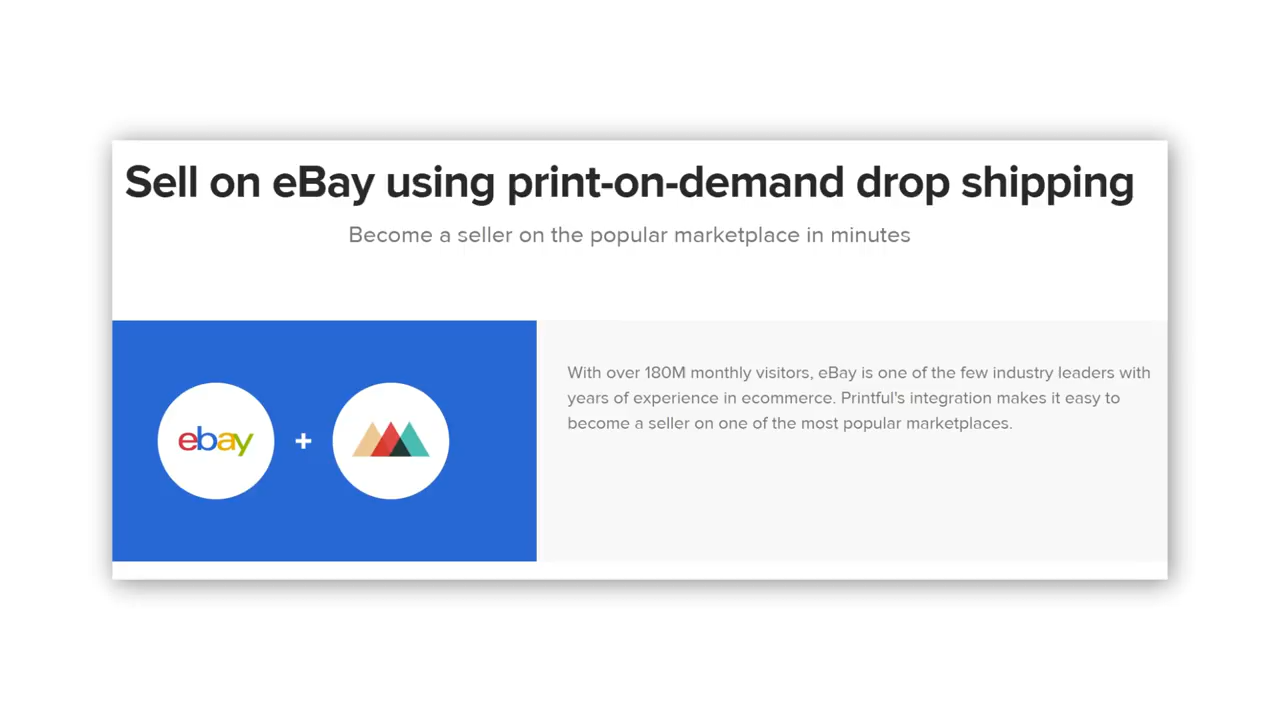 Sell on eBay using print-on-demand drop shipping
Become a seller on the popular marketplace in minutes
ebay
+
With over 180M monthly visitors, eBay is one of the few industry leaders with
years of experience in ecommerce. Printful's integration makes it easy to
become a seller on one of the most popular marketplaces.